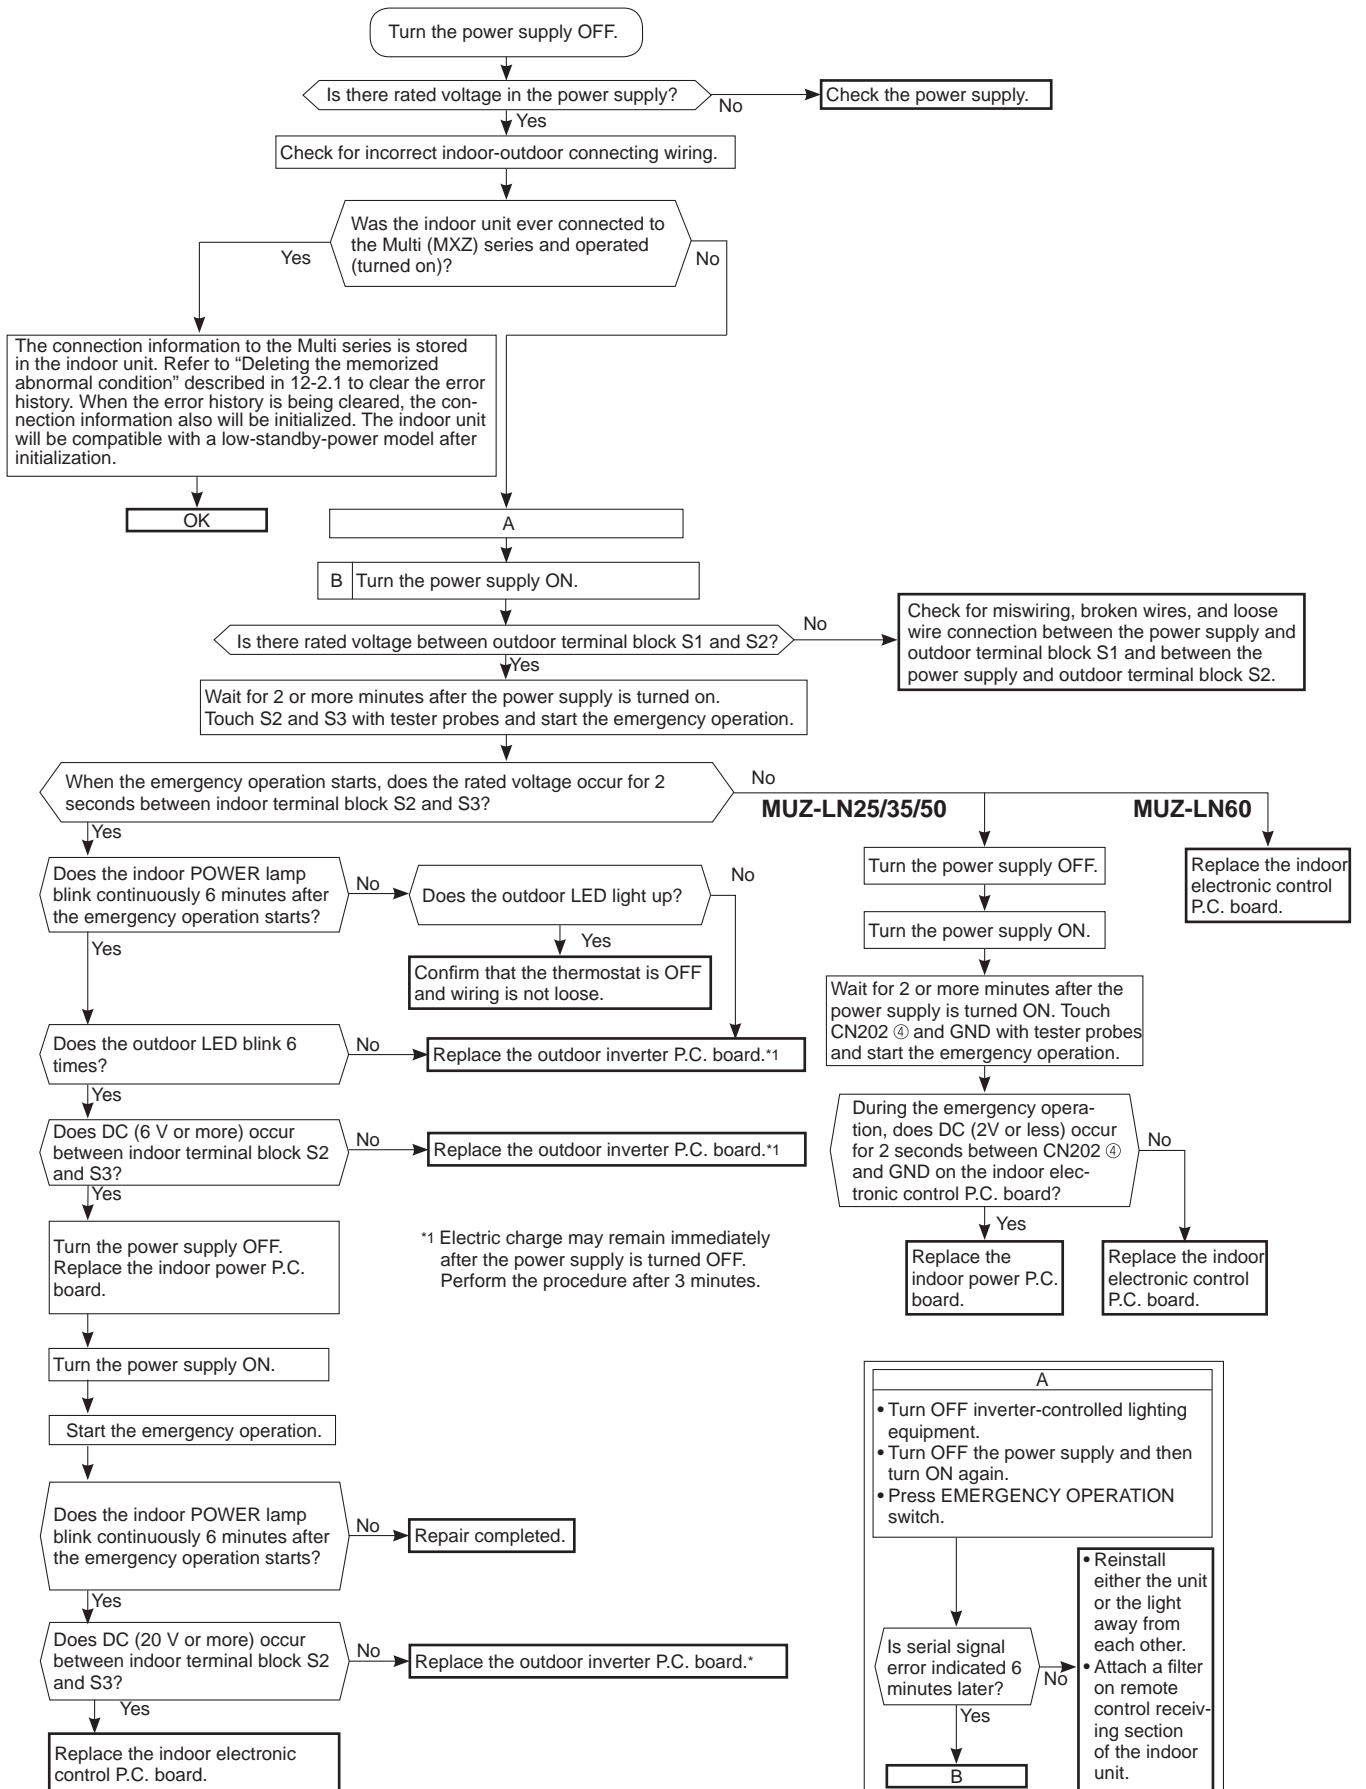 Turn the power supply OFF.
Is there rated voltage in the power supply?
No
Check the power supply.
Yes
Check for incorrect indoor-outdoor connecting wiring.
Was the indoor unit ever connected to
the Multi (MXZ) series and operated
(turned on)?
Yes
No
The connection information to the Multi series is stored
in the indoor unit. Refer to “Deleting the memorized
abnormal condition” described in 12-2.1 to clear the error
history. When the error history is being cleared, the con-
nection information also will be initialized. The indoor unit
will be compatible with a low-standby-power model after
initialization.
OK
A
B Turn the power supply ON.
Is there rated voltage between outdoor terminal block S1 and S2?
No
Check for miswiring, broken wires, and loose
wire connection between the power supply and
outdoor terminal block S1 and between the
power supply and outdoor terminal block S2.
Yes
Wait for 2 or more minutes after the power supply is turned on.
Touch S2 and S3 with tester probes and start the emergency operation.
When the emergency operation starts, does the rated voltage occur for 2
seconds between indoor terminal block S2 and S3?
No
MUZ-LN25/35/50
MUZ-LN60
Yes
Does the indoor POWER lamp
blink continuously 6 minutes after
the emergency operation starts?
No
Does the outdoor LED light up?
No
Yes
Confirm that the thermostat is OFF
and wiring is not loose.
Yes
Does the outdoor LED blink 6
times?
No
Replace the outdoor inverter P.C. board.*1
Yes
Does DC (6 V or more) occur
between indoor terminal block S2
and S3?
No
Replace the outdoor inverter P.C. board.*1
Yes
Turn the power supply OFF.
Replace the indoor power P.C.
board.
*1 Electric charge may remain immediately
after the power supply is turned OFF.
Perform the procedure after 3 minutes.
Turn the power supply ON.
Start the emergency operation.
Does the indoor POWER lamp
blink continuously 6 minutes after
the emergency operation starts?
No
Repair completed.
Yes
Does DC (20 V or more) occur
between indoor terminal block S2
and S3?
No
Replace the outdoor inverter P.C. board.*
Yes
Replace the indoor electronic
control P.C. board.
Turn the power supply OFF.
Turn the power supply ON.
Wait for 2 or more minutes after the
power supply is turned ON. Touch
CN202 ④ and GND with tester probes
and start the emergency operation.
During the emergency opera-
tion, does DC (2V or less) occur
for 2 seconds between CN202 ④
and GND on the indoor elec-
tronic control P.C. board?
No
Yes
Replace the
indoor power P.C.
board.
Replace the indoor
electronic control
P.C. board.
Replace the indoor
electronic control
P.C. board.
A
• Turn OFF inverter-controlled lighting
equipment.
• Turn OFF the power supply and then
turn ON again.
• Press EMERGENCY OPERATION
switch.
Is serial signal
error indicated 6
minutes later?
No
Yes
B
• Reinstall
either the unit
or the light
away from
each other.
• Attach a filter
on remote
control receiv-
ing section
of the indoor
unit.